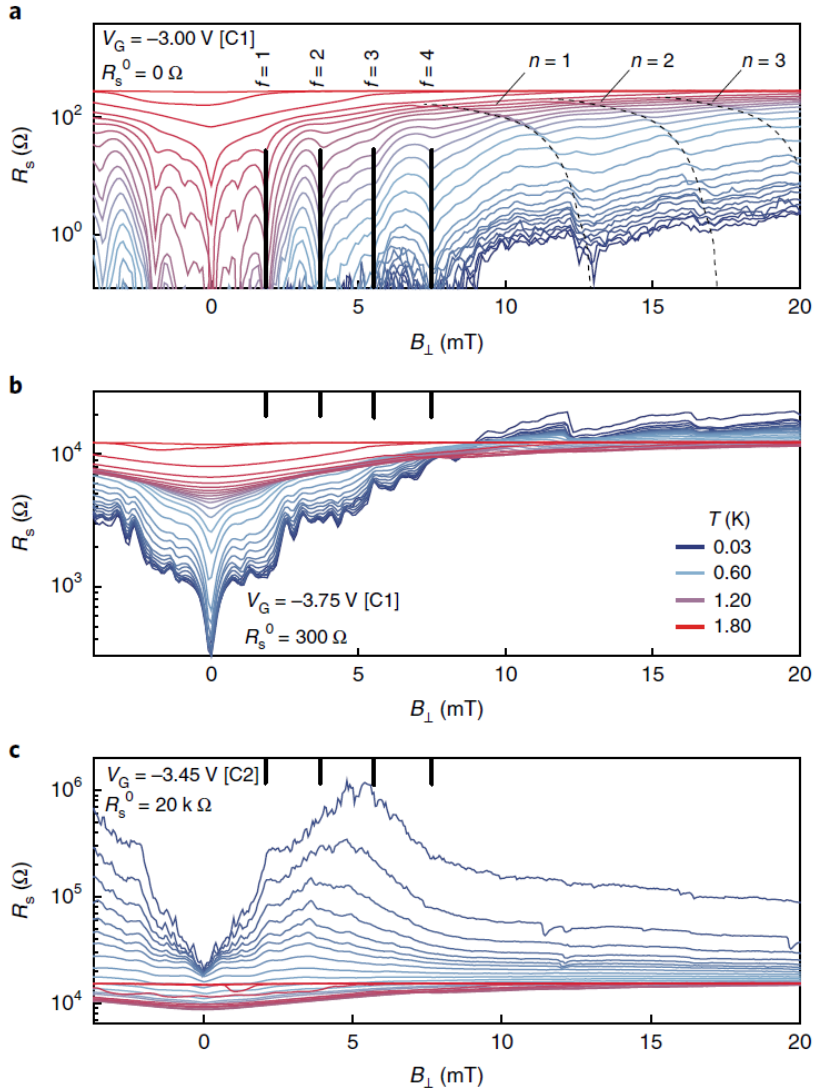 a
V_G = −3.00 V [C1]
R_s^0 = 0 Ω
f = 1
f = 2
f = 3
f = 4
n = 1
n = 2
n = 3
10^2
10^0
R_s (Ω)
0 5 10 15 20
B_⊥ (mT)
b
10^4
10^3
R_s (Ω)
V_G = −3.75 V [C1]
R_s^0 = 300 Ω
T (K)
0.03
0.60
1.20
1.80
0 5 10 15 20
B_⊥ (mT)
c
V_G = −3.45 V [C2]
R_s^0 = 20 k Ω
10^6
10^5
10^4
R_s (Ω)
0 5 10 15 20
B_⊥ (mT)